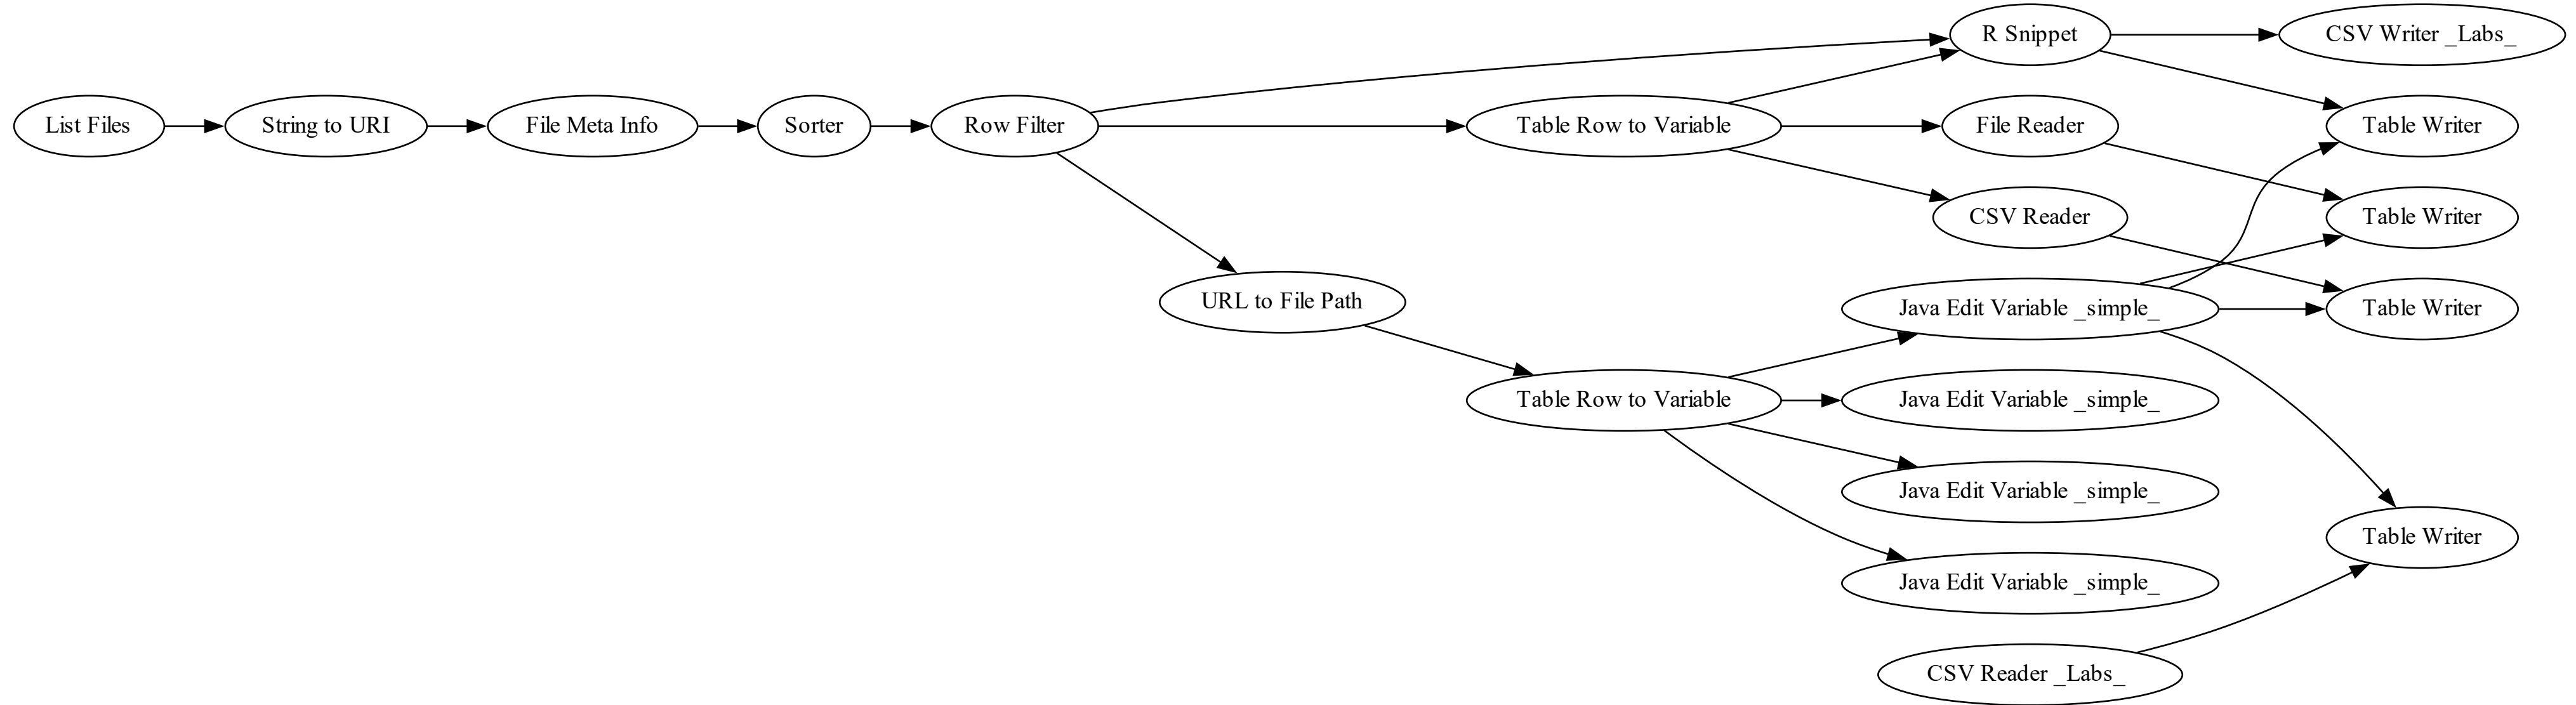 R Snippet
CSV Writer _Labs_
List Files
String to URI
File Meta Info
Sorter
Row Filter
Table Row to Variable
File Reader
Table Writer
CSV Reader
Table Writer
URL to File Path
Java Edit Variable _simple_
Table Writer
Table Row to Variable
Java Edit Variable _simple_
Java Edit Variable _simple_
Table Writer
Java Edit Variable _simple_
CSV Reader _Labs_